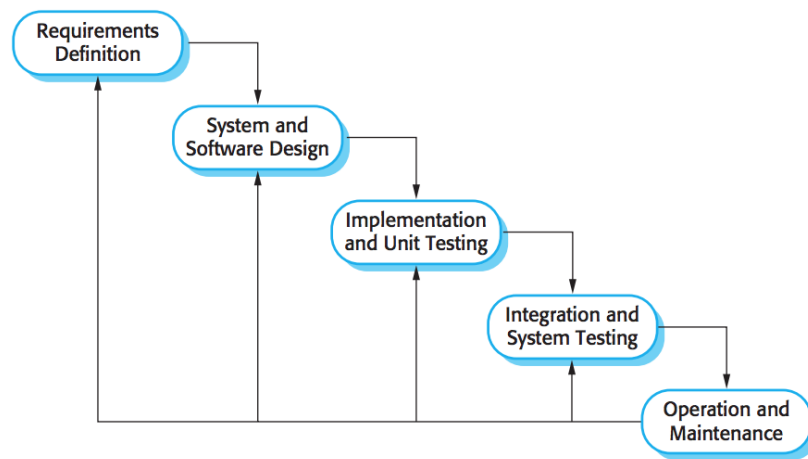 Requirements
Definition
System and
Software Design
Implementation
and Unit Testing
Integration and
System Testing
Operation and
Maintenance